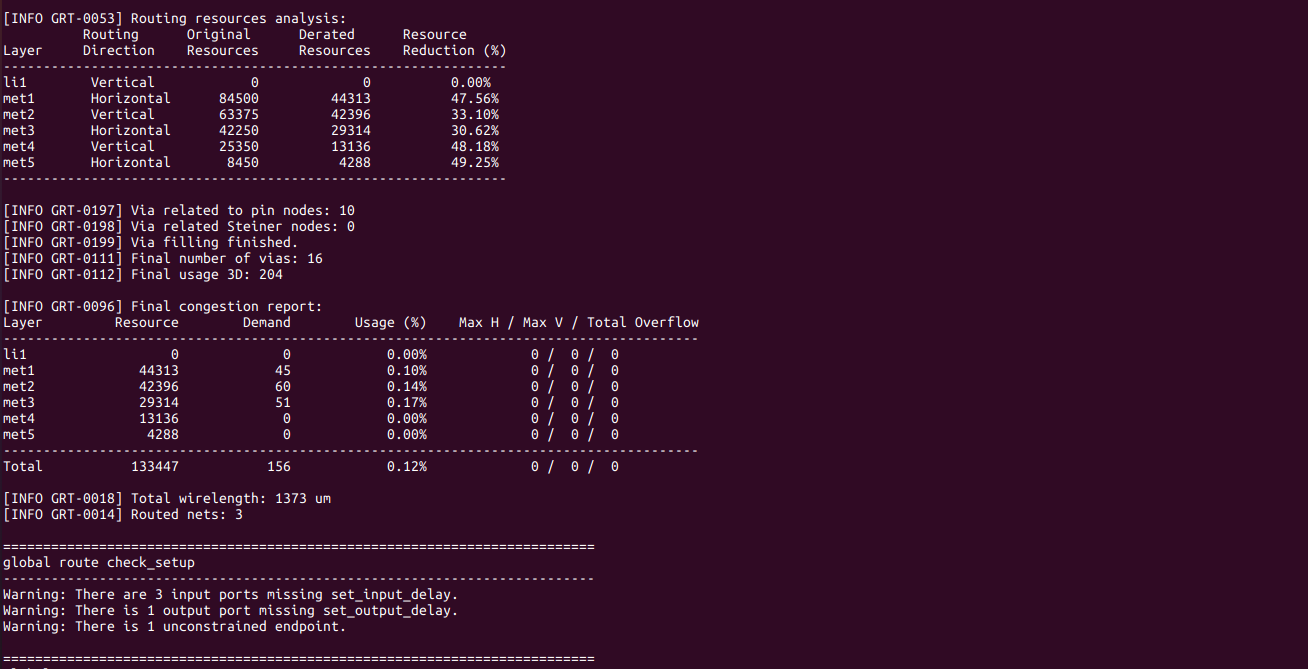 [INFO GRT-0053] Routing resources analysis:
          Routing      Original      Derated      Resource
Layer     Direction    Resources     Resources    Reduction (%)
---------------------------------------------------------------
li1        Vertical            0             0          0.00%
met1       Horizontal      84500         44313          47.56%
met2       Vertical        63375         42396          33.10%
met3       Horizontal      42250         29314          30.62%
met4       Vertical        25350         13136          48.18%
met5       Horizontal       8450          4288          49.25%
---------------------------------------------------------------
[INFO GRT-0197] Via related to pin nodes: 10
[INFO GRT-0198] Via related Steiner nodes: 0
[INFO GRT-0199] Via filling finished.
[INFO GRT-0111] Final number of vias: 16
[INFO GRT-0112] Final usage 3D: 204
[INFO GRT-0096] Final congestion report:
Layer         Resource        Demand        Usage (%)    Max H / Max V / Total Overflow
---------------------------------------------------------------------------------------
li1                  0             0            0.00%             0 /  0 /  0
met1             44313            45            0.10%             0 /  0 /  0
met2             42396            60            0.14%             0 /  0 /  0
met3             29314            51            0.17%             0 /  0 /  0
met4             13136             0            0.00%             0 /  0 /  0
met5              4288             0            0.00%             0 /  0 /  0
---------------------------------------------------------------------------------------
Total           133447           156            0.12%             0 /  0 /  0
[INFO GRT-0018] Total wirelength: 1373 um
[INFO GRT-0014] Routed nets: 3
==========================================================================
global route check_setup
--------------------------------------------------------------------------
Warning: There are 3 input ports missing set_input_delay.
Warning: There is 1 output port missing set_output_delay.
Warning: There is 1 unconstrained endpoint.
==========================================================================